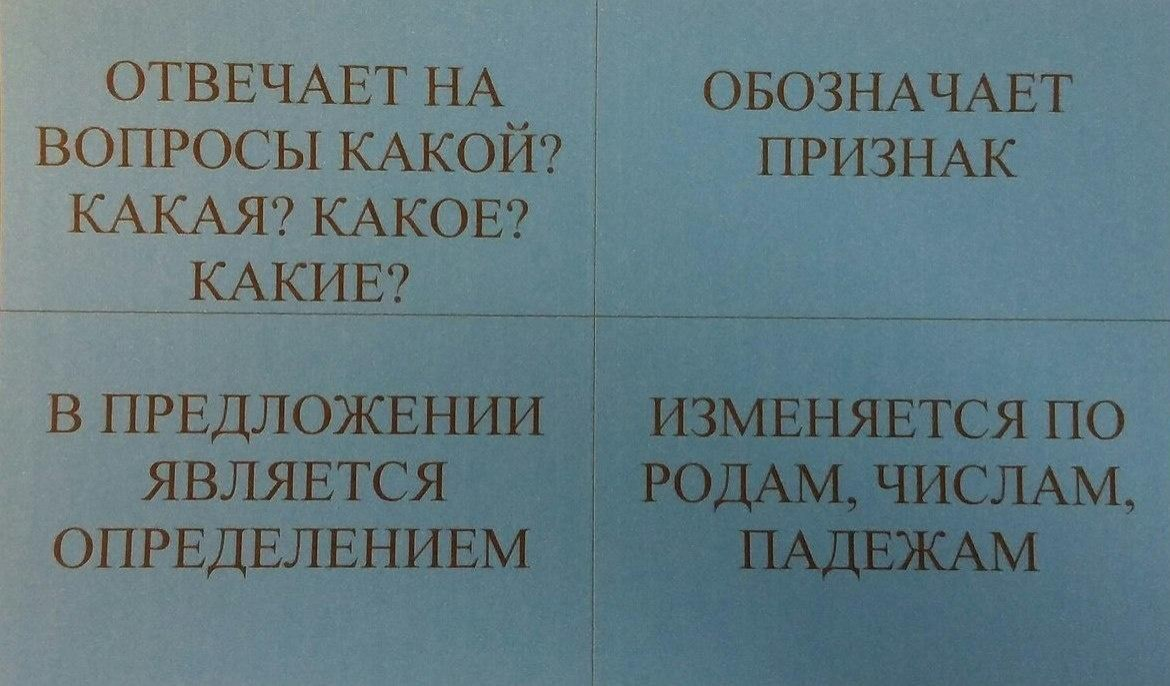 ОТВЕЧАЕТ НА
ВОПРОСЫ КАКОЙ?
КАКАЯ? КАКОЕ?
КАКИЕ?
ОБОЗНАЧАЕТ
ПРИЗНАК
В ПРЕДЛОЖЕНИИ
ЯВЛЯЕТСЯ
ОПРЕДЕЛЕНИЕМ
ИЗМЕНЯЕТСЯ ПО
РОДАМ, ЧИСЛАМ,
ПАДЕЖАМ